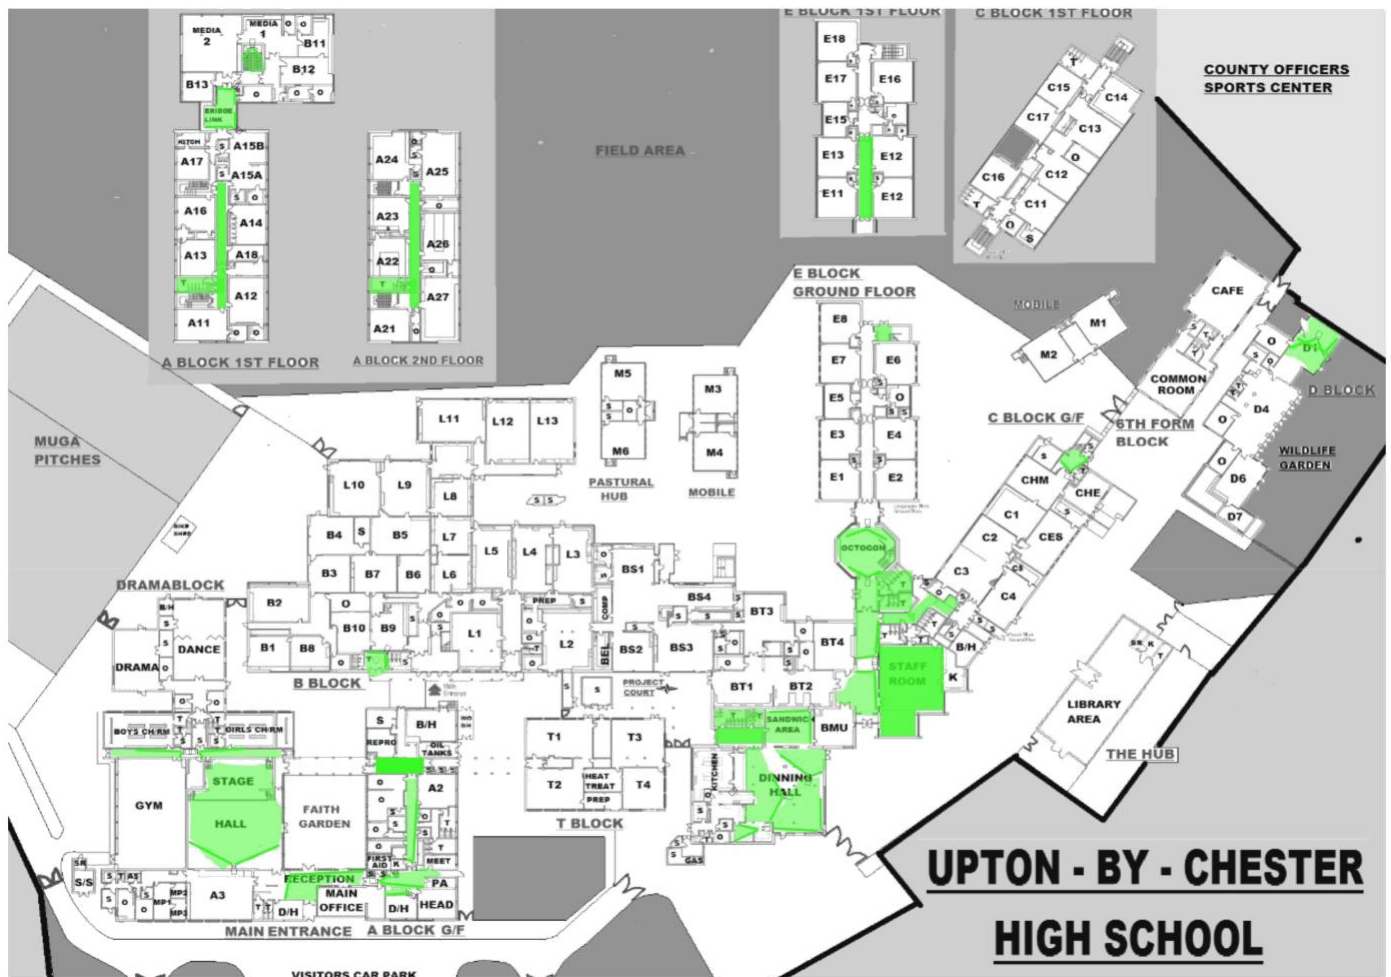 E BLOCK 1ST FLOOR
C BLOCK 1ST FLOOR
MEDIA
2
MEDIA
1
B11
B12
B13
BRIDGE
LINK
KITCH
A17
A15B
A15A
A16
A14
A13
A18
A12
A11
A BLOCK 1ST FLOOR
A24
A25
A23
A26
A22
A27
A21
A BLOCK 2ND FLOOR
FIELD AREA
E18
E17
E16
E15
E13
E12
E11
E12
C15
C14
C17
C13
C12
C16
C11
COUNTY OFFICERS
SPORTS CENTER
E BLOCK
GROUND FLOOR
E8
E7
E6
E5
E3
E4
E1
E2
OCTOGON
MOBILE
M1
M2
CAFE
COMMON
ROOM
6TH FORM
BLOCK
D1
D BLOCK
D4
D6
D7
WILDLIFE
GARDEN
C BLOCK G/F
CHM
CHE
C1
CES
C2
C3
C4
B/H
K
STAFF
ROOM
MUGA
PITCHES
BIKE
SHED
M5
M6
PASTURAL
HUB
M3
M4
MOBILE
L11
L12
L13
L10
L9
L8
B4
S
B5
L7
L5
L4
L3
B3
B7
B6
L6
BS1
BS4
COMP
PREP
B2
O
B10
B9
L1
L2
BEL
BS2
BS3
BT3
BT4
B1
B8
B BLOCK
BT1
BT2
BMU
SANDWICH
AREA
DRAMABLOCK
B/H
DRAMA
DANCE
BOYS CH/RM
GIRLS CH/RM
PROJECT
COURT
S
B/H
REPRO
OIL
TANKS
T1
T3
T2
HEAT
TREAT
PREP
T4
T BLOCK
KITCHEN
DINNING
HALL
GAS
GYM
STAGE
HALL
FAITH
GARDEN
A2
FIRST
AID
K
MEET
RECEPTION
PA
HEAD
MAIN
OFFICE
D/H
D/H
A3
MP1
MP2
MP3
S/S
SR
MAIN ENTRANCE
A BLOCK G/F
VISITORS CAR PARK
LIBRARY
AREA
THE HUB
UPTON - BY - CHESTER
HIGH SCHOOL